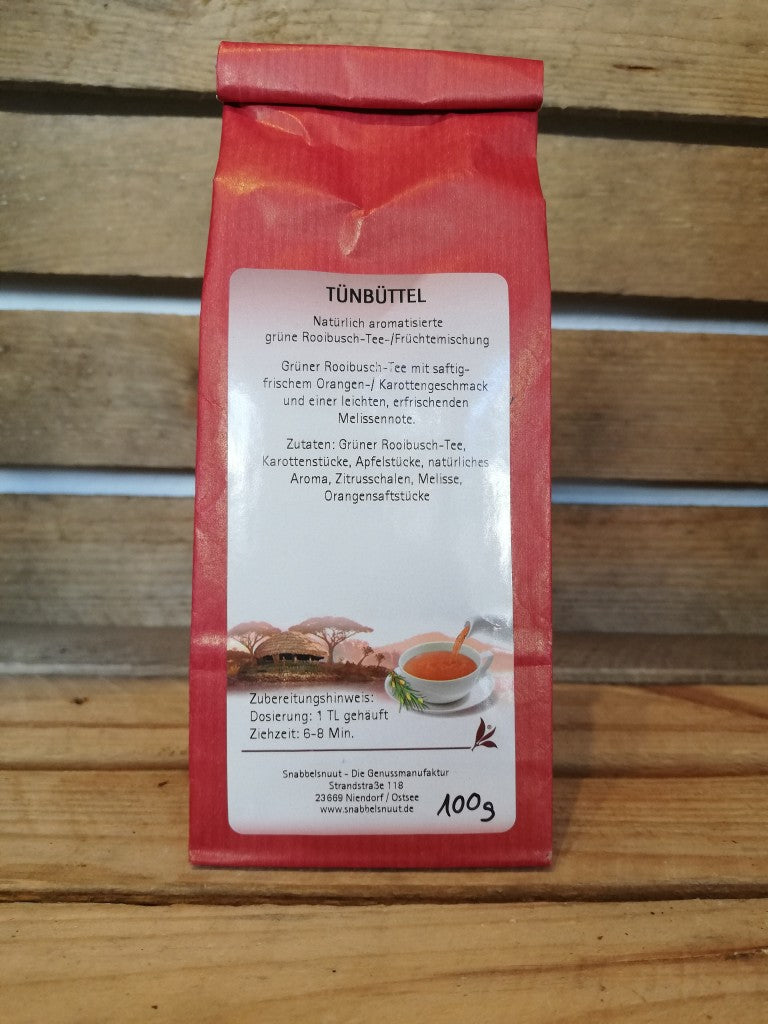 TÜNBÜTTEL
Natürlich aromatisierte
grüne Rooibusch-Tee-/Früchtemischung
Grüner Rooibusch-Tee mit saftig-
frischem Orangen-/ Karottengeschmack
und einer leichten, erfrischenden
Melissennote.
Zutaten: Grüner Rooibusch-Tee,
Karottenstücke, Apfelstücke, natürliches
Aroma, Zitrusschalen, Melisse,
Orangensaftstücke
Zubereitungshinweis:
Dosierung: 1 TL gehäuft
Ziehzeit: 6-8 Min.
Snabbelsnuut - Die Genussmanufaktur
Strandstraße 118
23669 Niendorf / Ostsee
www.snabbelsnuut.de
100g